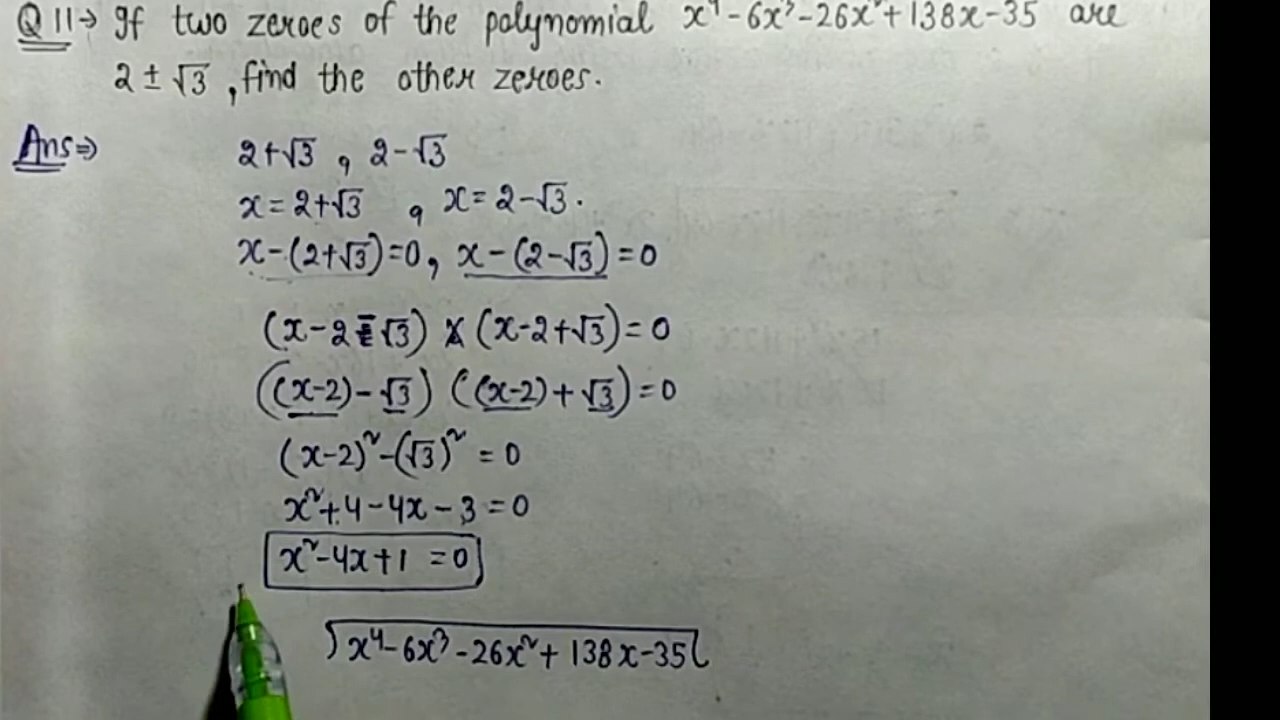 Q 11→ If two zeroes of the polynomial x⁴-6x³-26x²+138x-35 are
2±√3, find the other zeroes.
Ans⇒
2+√3, 2-√3
x=2+√3, x=2-√3.
x-(2+√3)=0, x-(2-√3)=0
(x-2-√3) × (x-2+√3)=0
((x-2)-√3) ((x-2)+√3)=0
(x-2)²-(√3)²=0
x²+4-4x-3=0
x²-4x+1=0
)x⁴-6x³-26x²+138x-35(